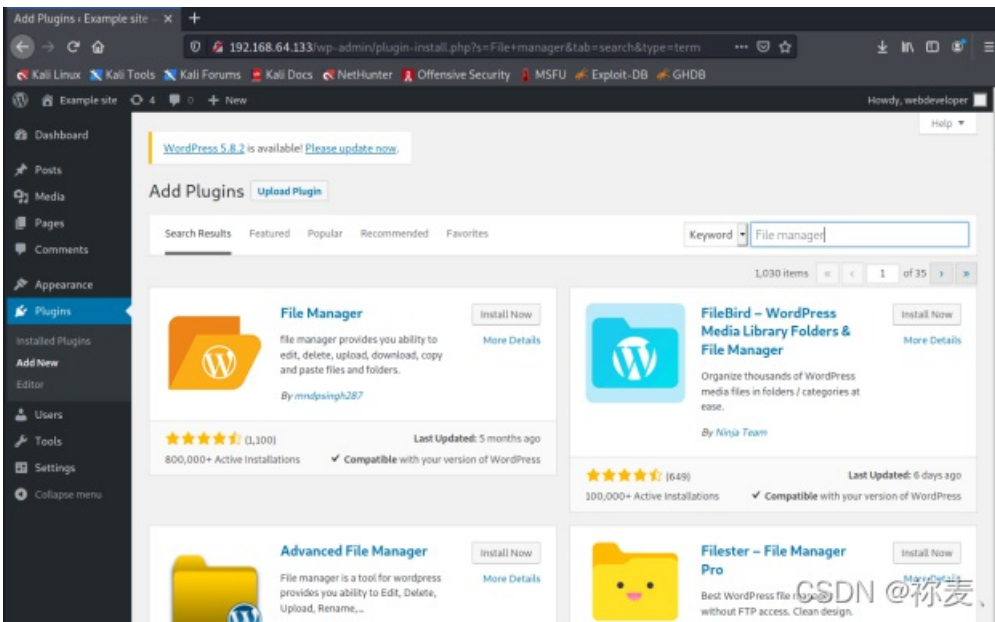 Add Plugins ‹ Example site —
192.168.64.133/wp-admin/plugin-install.php?s=File+manager&tab=search&type=term
Kali Linux Kali Tools Kali Forums Kali Docs NetHunter Offensive Security MSFU Exploit-DB GHDB
Example site 4 0 + New Howdy, webdeveloper
Help
Dashboard
Posts
Media
Pages
Comments
Appearance
Plugins
Installed Plugins
Add New
Editor
Users
Tools
Settings
Collapse menu
WordPress 5.8.2 is available! Please update now.
Add Plugins Upload Plugin
Search Results Featured Popular Recommended Favorites Keyword File manager
1,030 items « ‹ 1 of 35 › »
File Manager
Install Now
More Details
file manager provides you ability to
edit, delete, upload, download, copy
and paste files and folders.
By mndpsingh287
(1,100)
Last Updated: 5 months ago
800,000+ Active Installations
Compatible with your version of WordPress
FileBird – WordPress
Media Library Folders &
File Manager
Install Now
More Details
Organize thousands of WordPress
media files in folders / categories at
ease.
By Ninja Team
(649)
Last Updated: 6 days ago
100,000+ Active Installations
Compatible with your version of WordPress
Advanced File Manager
Install Now
More Details
File manager is a tool for wordpress
provides you ability to Edit, Delete,
Upload, Rename,...
Filester – File Manager
Pro
Install Now
More Details
Best WordPress file manager
without FTP access. Clean design.
CSDN @祢麦、